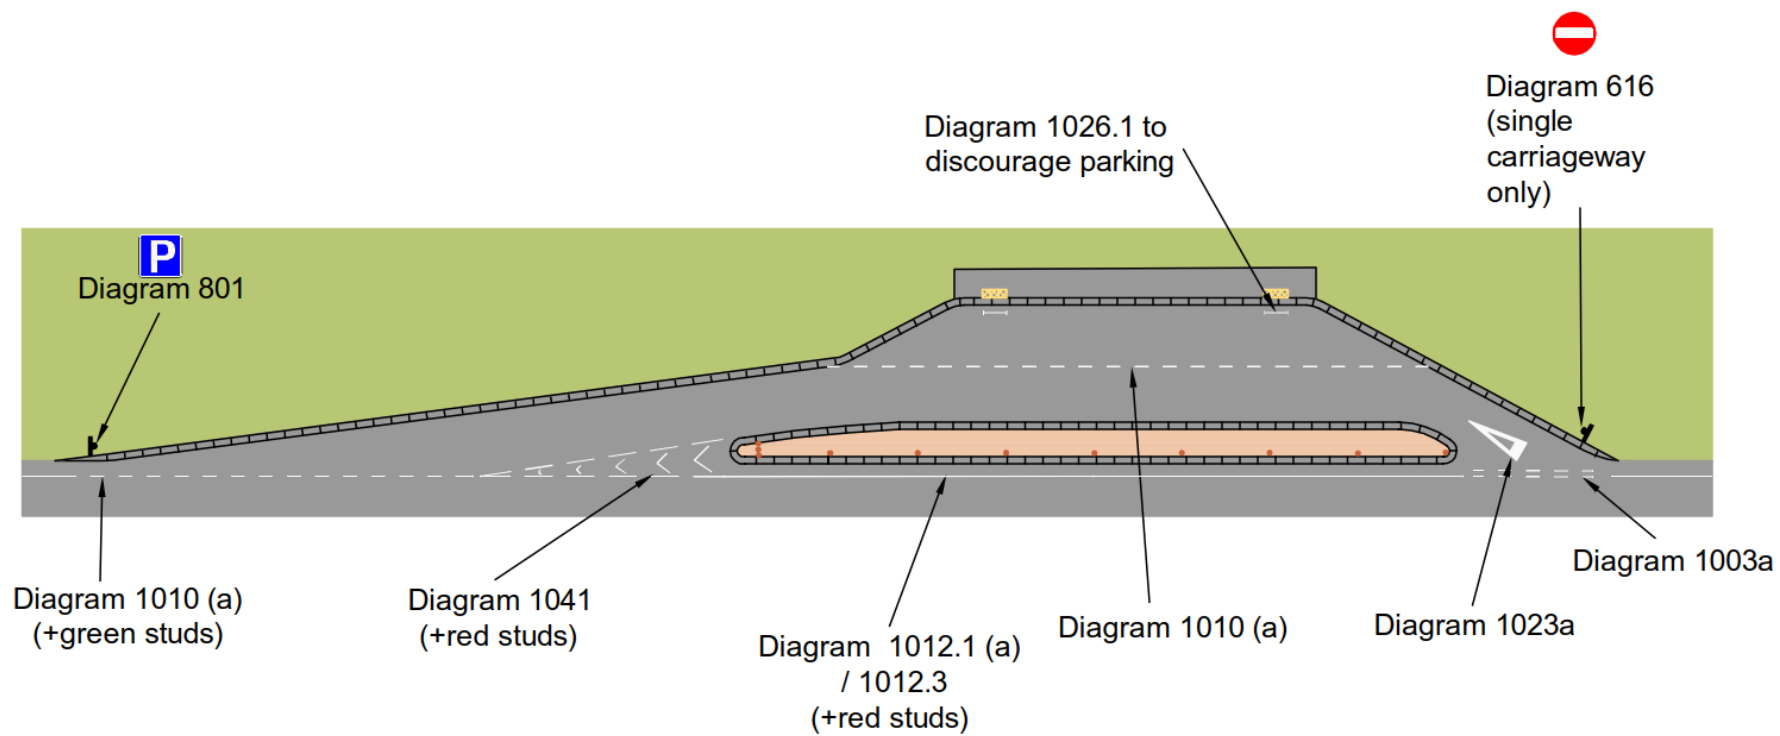 Diagram 616
(single
carriageway
only)
Diagram 1026.1 to
discourage parking
P
Diagram 801
Diagram 1010 (a)
(+green studs)
Diagram 1041
(+red studs)
Diagram 1012.1 (a)
/ 1012.3
(+red studs)
Diagram 1010 (a)
Diagram 1023a
Diagram 1003a